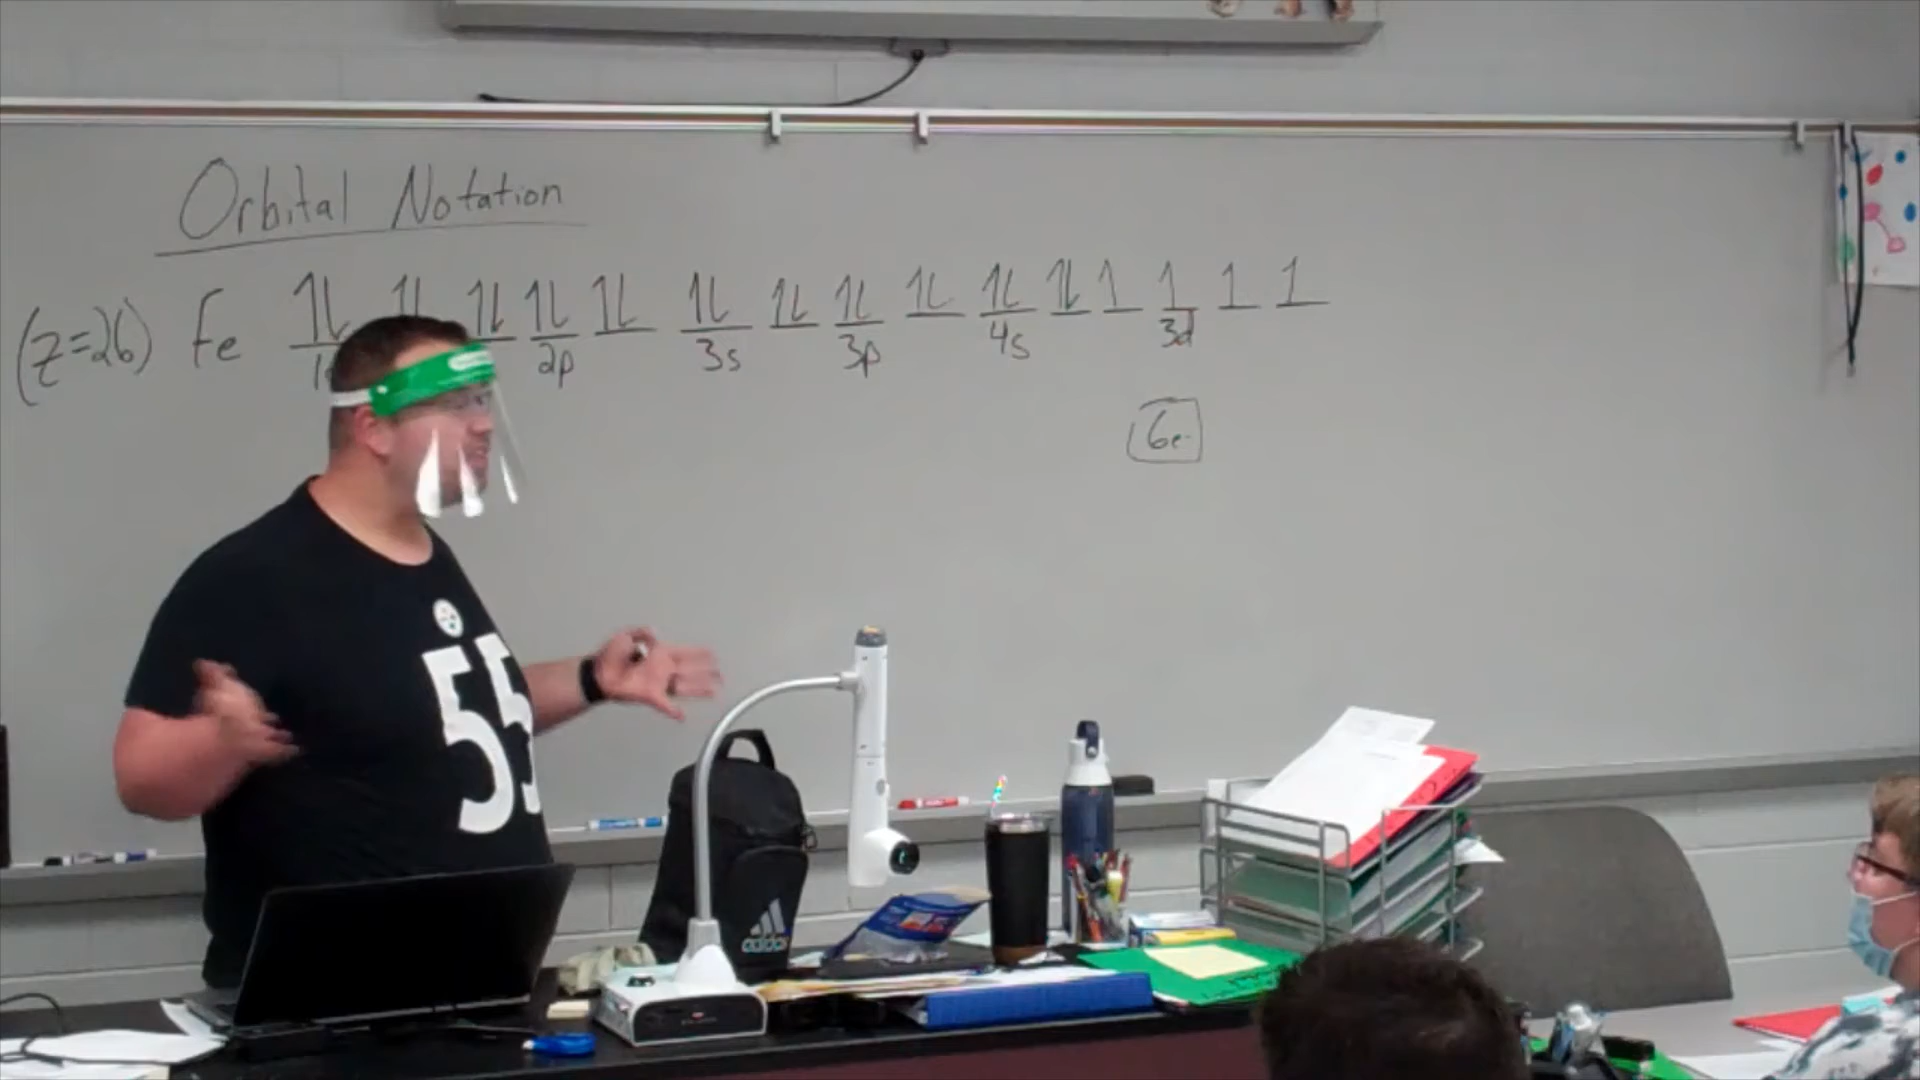 Orbital Notation
(z=26) Fe 1L 1L 1L 1L 1L 1L 1L 1L 1L 1L 1L 1 1 1 1
2p 3s 3p 4s 3d
6e-
55
adidas